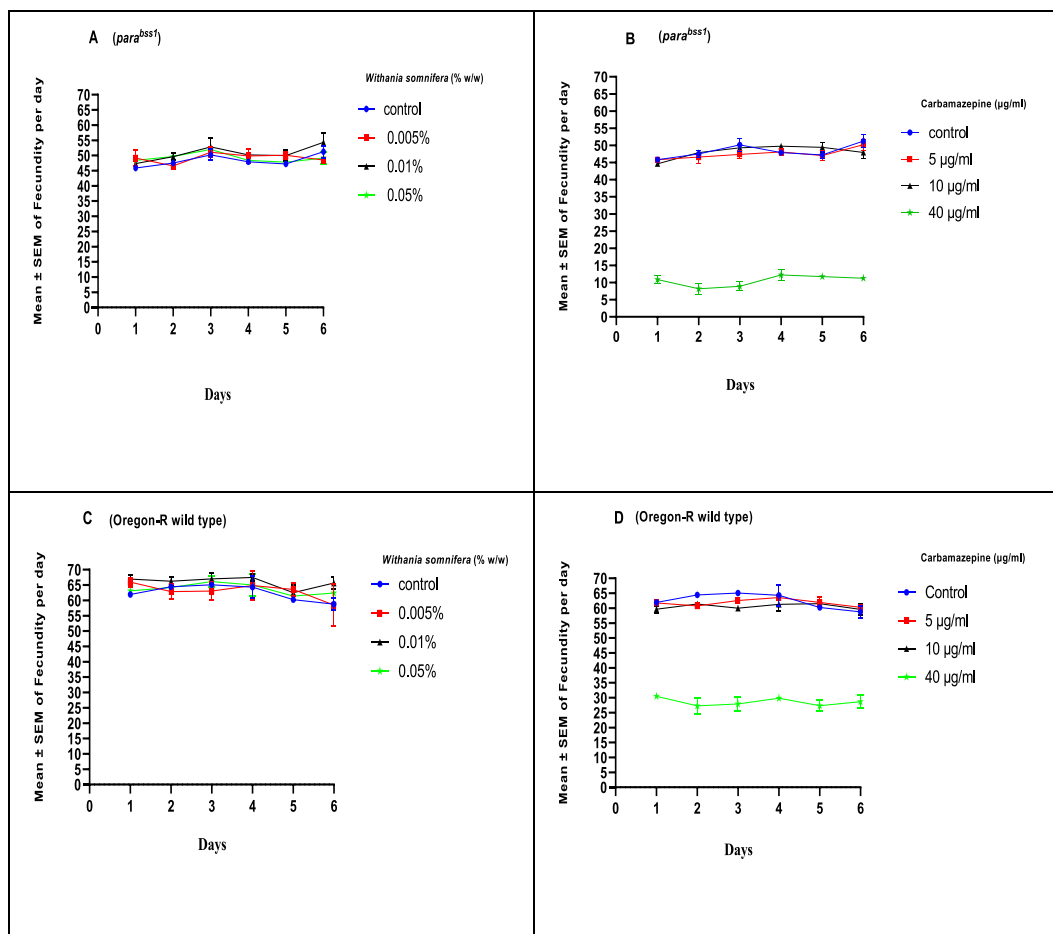 A (para^bss1)
Withania somnifera (% w/w)
control
0.005%
0.01%
0.05%
Mean ± SEM of Fecundity per day
70
65
60
55
50
45
40
35
30
25
20
15
10
5
0
0 1 2 3 4 5 6
Days
B (para^bss1)
Carbamazepine (µg/ml)
control
5 µg/ml
10 µg/ml
40 µg/ml
Mean ± SEM of Fecundity per day
70
65
60
55
50
45
40
35
30
25
20
15
10
5
0
0 1 2 3 4 5 6
Days
C (Oregon-R wild type)
Withania somnifera (% w/w)
control
0.005%
0.01%
0.05%
Mean ± SEM of Fecundity per day
70
65
60
55
50
45
40
35
30
25
20
15
10
5
0
0 1 2 3 4 5 6
Days
D (Oregon-R wild type)
Carbamazepine (µg/ml)
Control
5 µg/ml
10 µg/ml
40 µg/ml
Mean ± SEM of Fecundity per day
70
65
60
55
50
45
40
35
30
25
20
15
10
5
0
0 1 2 3 4 5 6
Days